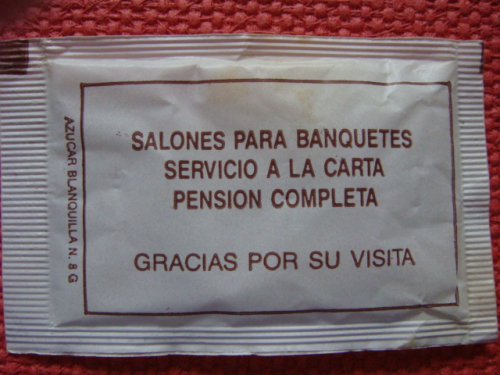 SALONES PARA BANQUETES
SERVICIO A LA CARTA
PENSION COMPLETA
GRACIAS POR SU VISITA
AZUCAR BLANQUILLA N. 8 G